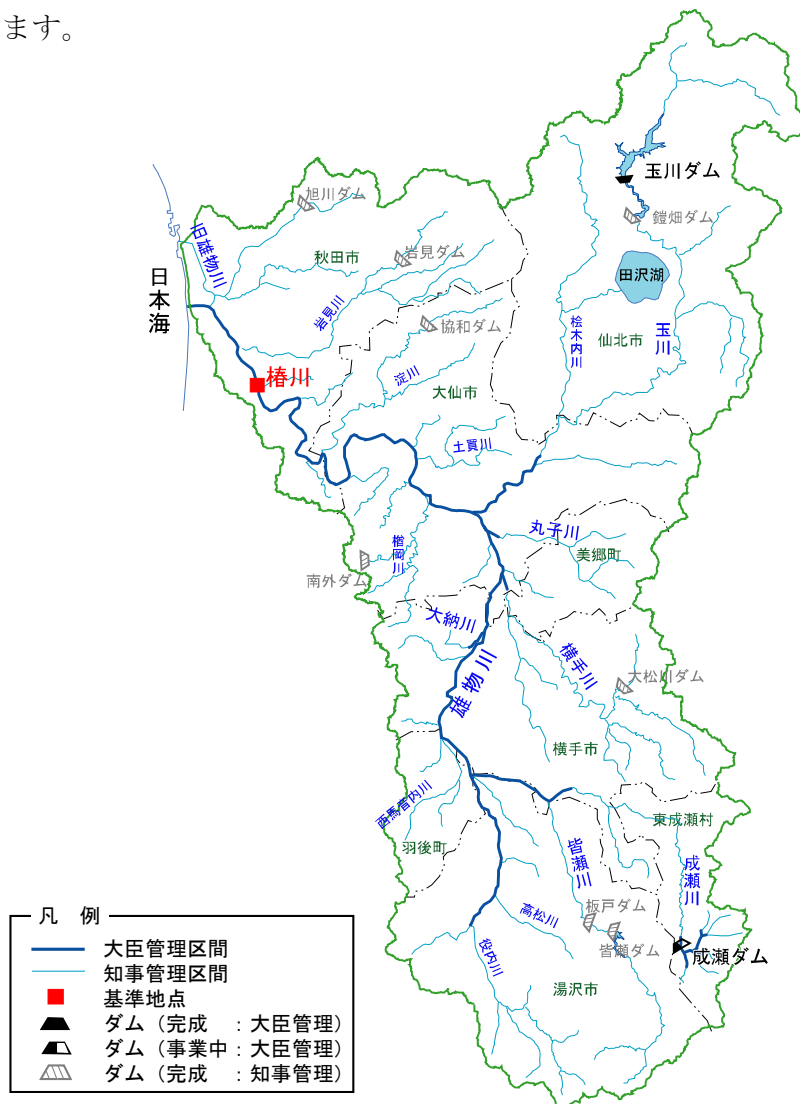 ます。
玉川ダム
旭川ダム
鎧畑ダム
旧雄物川
秋田市
岩見ダム
田沢湖
日本海
岩見川
協和ダム
桧木内川
仙北市
玉川
椿川
淀川
大仙市
土買川
丸子川
楢岡川
美郷町
南外ダム
大納川
横手川
雄物川
大松川ダム
横手市
西馬音内川
東成瀬村
羽後町
皆瀬川
成瀬川
板戸ダム
高松川
皆瀬ダム
成瀬ダム
役内川
湯沢市
凡 例
大臣管理区間
知事管理区間
基準地点
ダム（完成 ：大臣管理）
ダム（事業中：大臣管理）
ダム（完成 ：知事管理）